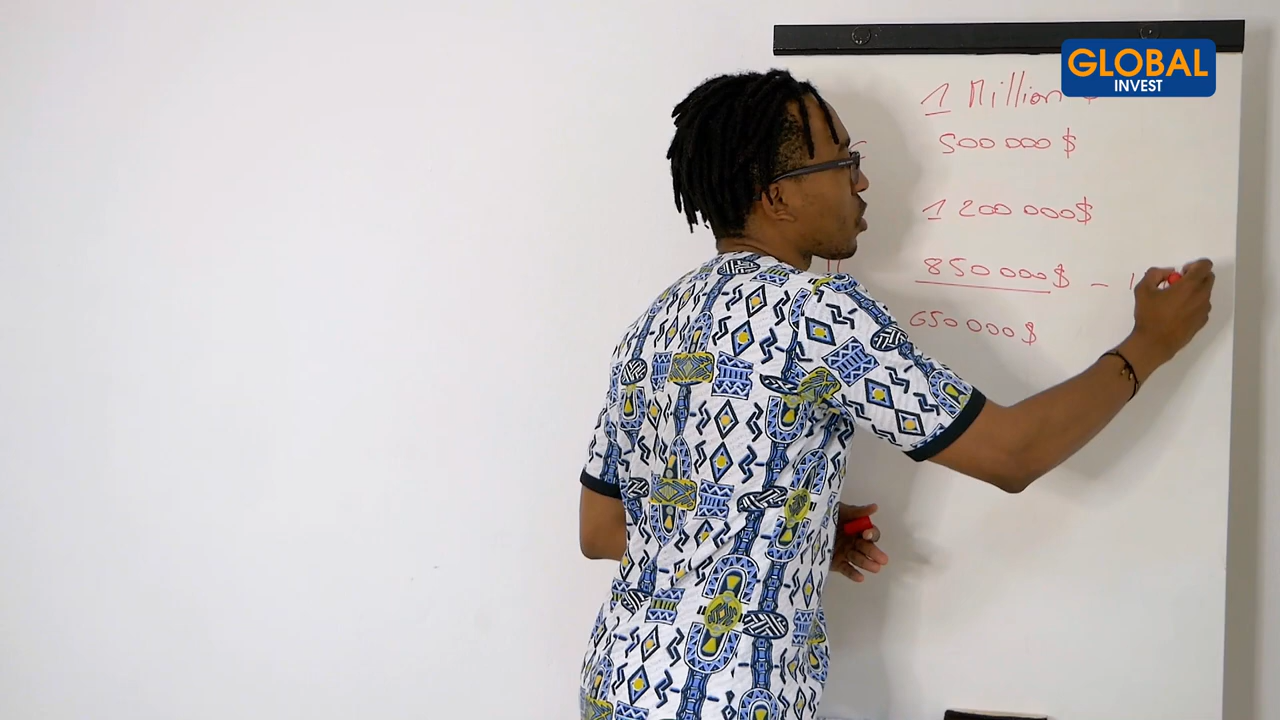 GLOBAL
INVEST
1 Million
500 000 $
1 200 000$
850 000$ -
650 000 $